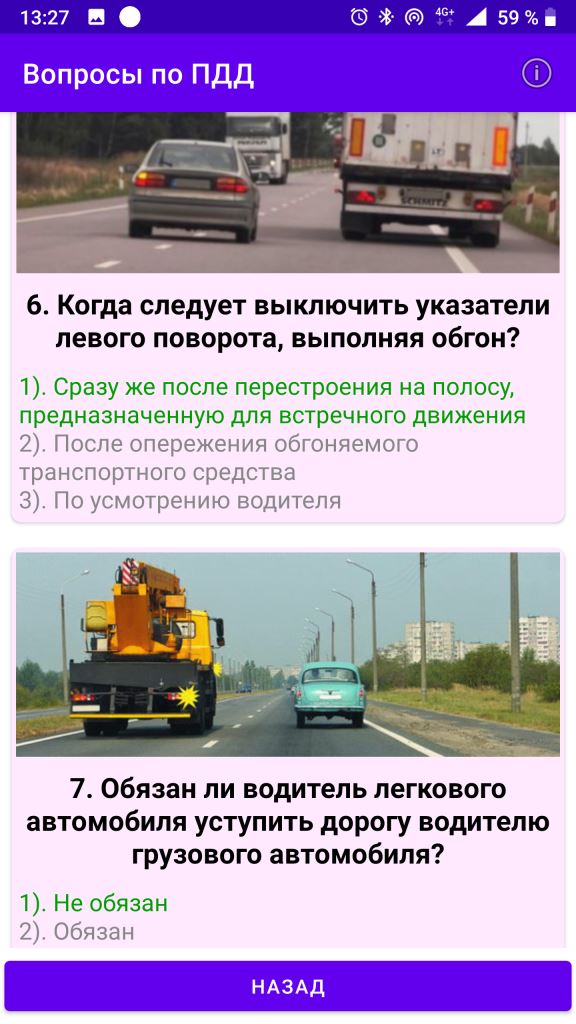 13:27
4G+
59 %
Вопросы по ПДД
SCHMITZ
6. Когда следует выключить указатели
левого поворота, выполняя обгон?
1). Сразу же после перестроения на полосу,
предназначенную для встречного движения
2). После опережения обгоняемого
транспортного средства
3). По усмотрению водителя
7. Обязан ли водитель легкового
автомобиля уступить дорогу водителю
грузового автомобиля?
1). Не обязан
2). Обязан
НАЗАД